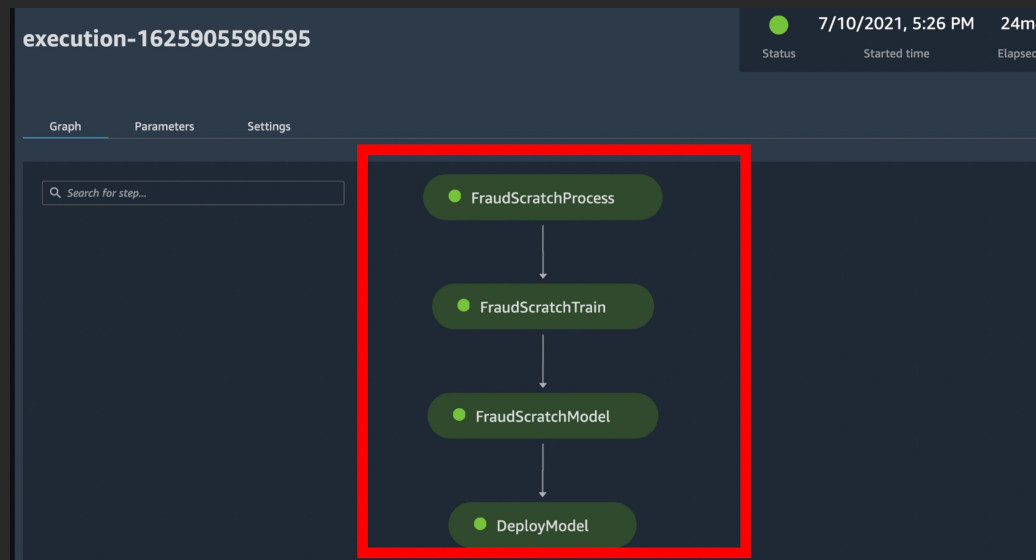 execution-1625905590595
7/10/2021, 5:26 PM
Status
Started time
Graph
Parameters
Settings
Search for step...
FraudScratchProcess
FraudScratchTrain
FraudScratchModel
DeployModel